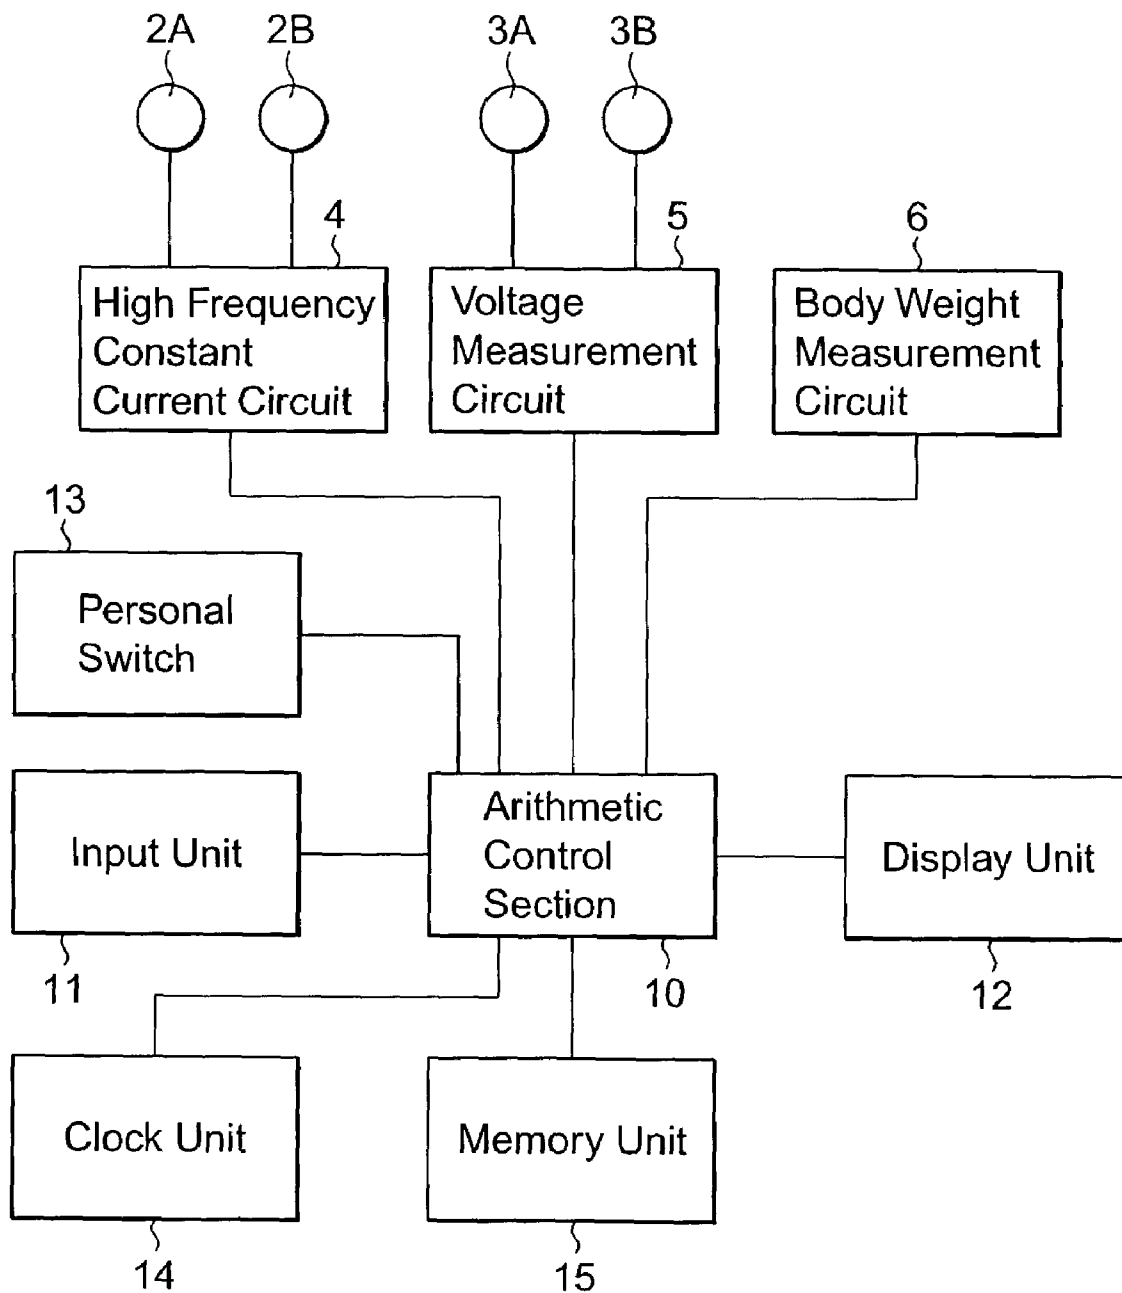 2A
2B
3A
3B
4
5
6
High Frequency
Constant
Current Circuit
Voltage
Measurement
Circuit
Body Weight
Measurement
Circuit
13
Personal
Switch
Input Unit
11
Arithmetic
Control
Section
10
Display Unit
12
Clock Unit
14
Memory Unit
15